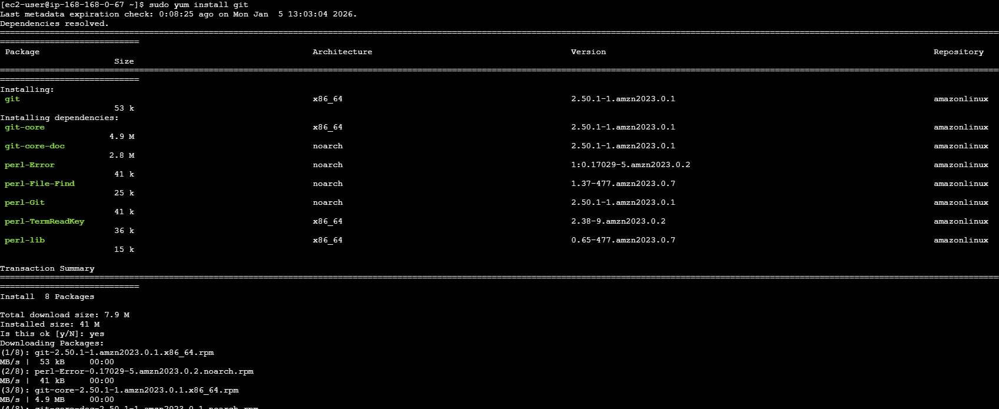 [ec2-user@ip-168-168-0-67 ~]$ sudo yum install git
Last metadata expiration check: 0:08:25 ago on Mon Jan  5 13:03:04 2026.
Dependencies resolved.
Package Architecture Version Repository
Size
Installing:
git x86_64 2.50.1-1.amzn2023.0.1 amazonlinux
53 k
Installing dependencies:
git-core x86_64 2.50.1-1.amzn2023.0.1 amazonlinux
4.9 M
git-core-doc noarch 2.50.1-1.amzn2023.0.1 amazonlinux
2.8 M
perl-Error noarch 1:0.17029-5.amzn2023.0.2 amazonlinux
41 k
perl-File-Find noarch 1.37-477.amzn2023.0.7 amazonlinux
25 k
perl-Git noarch 2.50.1-1.amzn2023.0.1 amazonlinux
41 k
perl-TermReadKey x86_64 2.38-9.amzn2023.0.2 amazonlinux
36 k
perl-lib x86_64 0.65-477.amzn2023.0.7 amazonlinux
15 k
Transaction Summary
Install  8 Packages
Total download size: 7.9 M
Installed size: 41 M
Is this ok [y/N]: yes
Downloading Packages:
(1/8): git-2.50.1-1.amzn2023.0.1.x86_64.rpm
MB/s |  53 kB     00:00
(2/8): perl-Error-0.17029-5.amzn2023.0.2.noarch.rpm
MB/s |  41 kB     00:00
(3/8): git-core-2.50.1-1.amzn2023.0.1.x86_64.rpm
MB/s | 4.9 MB     00:00
(4/8): git-core-doc-2.50.1-1.amzn2023.0.1.noarch.rpm